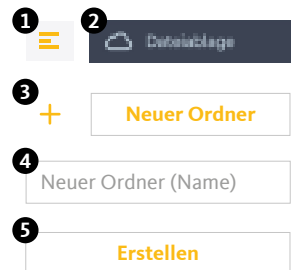 1 2 Dateiablage
3 Neuer Ordner
4
Neuer Ordner (Name)
5
Erstellen